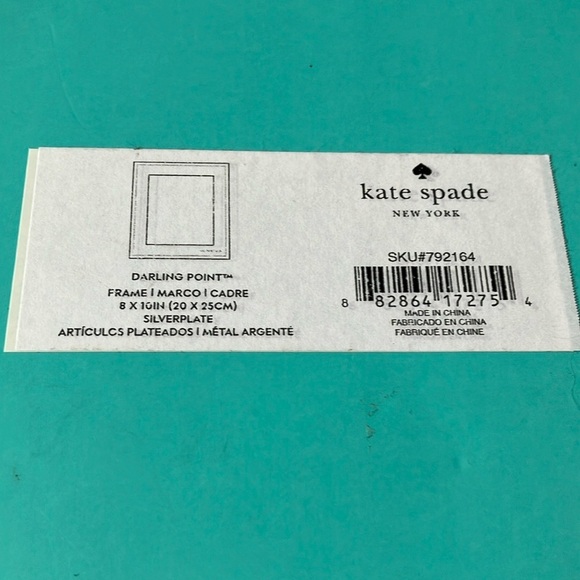 DARLING POINT™
FRAME | MARCO | CADRE
8 X 10IN (20 X 25CM)
SILVERPLATE
ARTÍCULOS PLATEADOS | MÉTAL ARGENTÉ
kate spade
NEW YORK
SKU#792164
8 82864 17275 4
MADE IN CHINA
FABRICADO EN CHINA
FABRIQUÉ EN CHINE